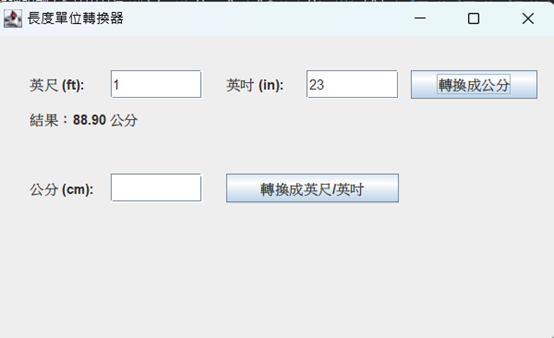 長度單位轉換器
英尺 (ft): 1 英吋 (in): 23 轉換成公分
結果：88.90 公分
公分 (cm): 轉換成英尺/英吋